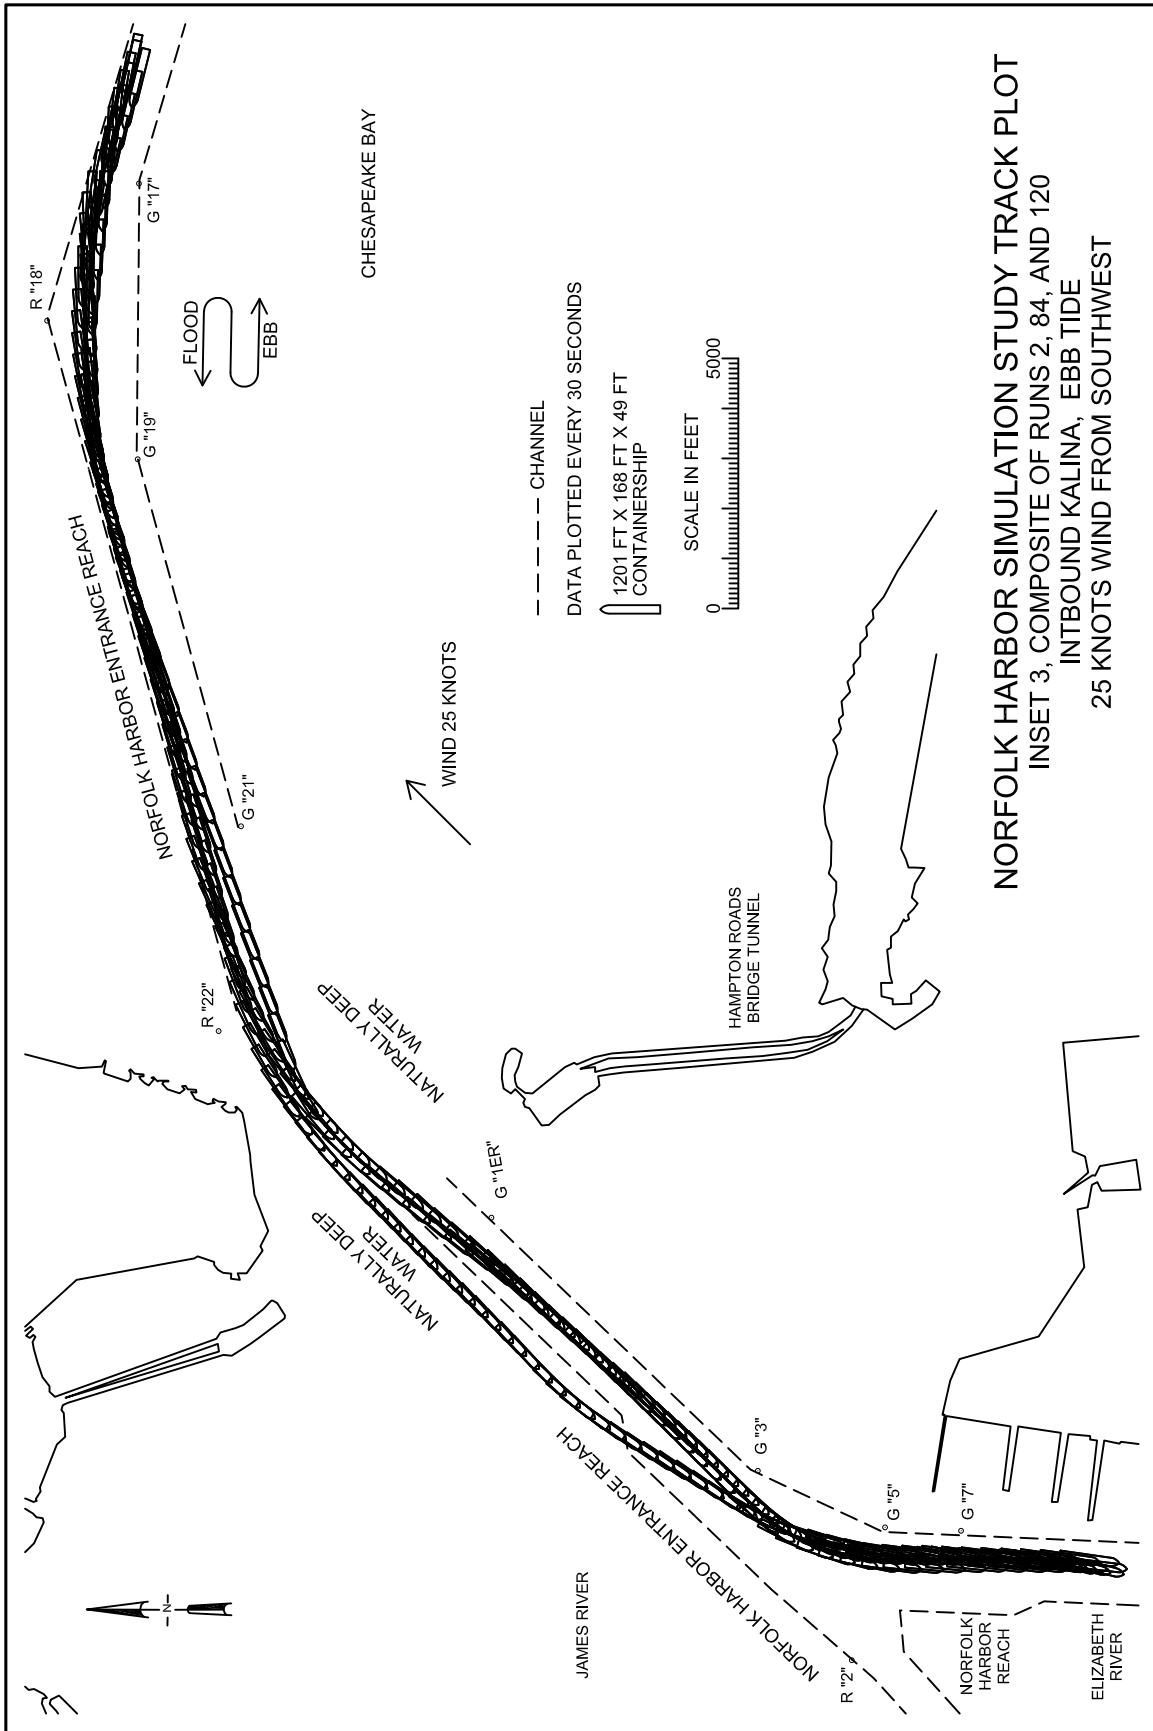 R "18"
G "17"
CHESAPEAKE BAY
FLOOD
EBB
G "19"
NORFOLK HARBOR ENTRANCE REACH
CHANNEL
DATA PLOTTED EVERY 30 SECONDS
1201 FT X 168 FT X 49 FT
CONTAINERSHIP
SCALE IN FEET
0
5000
WIND 25 KNOTS
G "21"
R "22"
NATURALLY DEEP
WATER
HAMPTON ROADS
BRIDGE TUNNEL
G "1ER"
NATURALLY DEEP
WATER
NORFOLK HARBOR ENTRANCE REACH
G "3"
G "5"
G "7"
N
JAMES RIVER
R "2"
NORFOLK
HARBOR
REACH
ELIZABETH
RIVER
NORFOLK HARBOR SIMULATION STUDY TRACK PLOT
INSET 3, COMPOSITE OF RUNS 2, 84, AND 120
INTBOUND KALINA, EBB TIDE
25 KNOTS WIND FROM SOUTHWEST